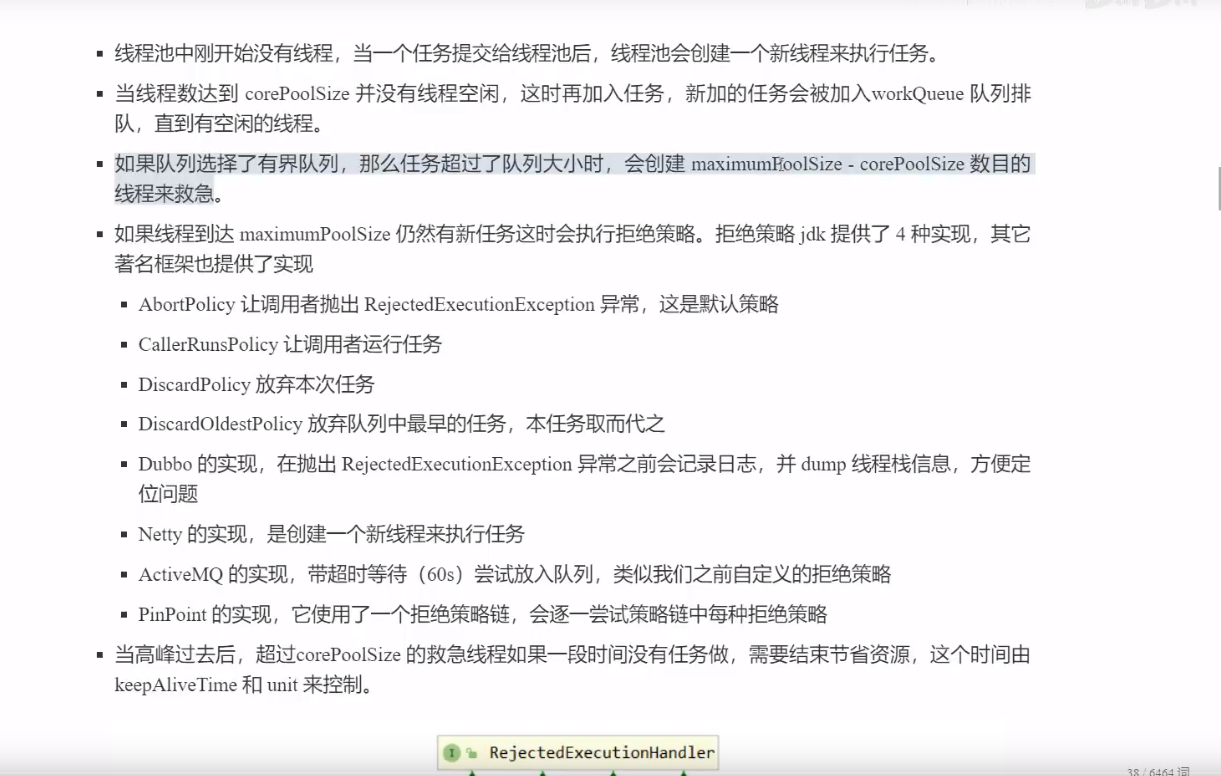 线程池中刚开始没有线程，当一个任务提交给线程池后，线程池会创建一个新线程来执行任务。
当线程数达到 corePoolSize 并没有线程空闲，这时再加入任务，新加的任务会被加入workQueue 队列排
队，直到有空闲的线程。
如果队列选择了有界队列，那么任务超过了队列大小时，会创建 maximumPoolSize - corePoolSize 数目的
线程来救急。
如果线程到达 maximumPoolSize 仍然有新任务这时会执行拒绝策略。拒绝策略 jdk 提供了 4 种实现，其它
著名框架也提供了实现
AbortPolicy 让调用者抛出 RejectedExecutionException 异常，这是默认策略
CallerRunsPolicy 让调用者运行任务
DiscardPolicy 放弃本次任务
DiscardOldestPolicy 放弃队列中最早的任务，本任务取而代之
Dubbo 的实现，在抛出 RejectedExecutionException 异常之前会记录日志，并 dump 线程栈信息，方便定
位问题
Netty 的实现，是创建一个新线程来执行任务
ActiveMQ 的实现，带超时等待（60s）尝试放入队列，类似我们之前自定义的拒绝策略
PinPoint 的实现，它使用了一个拒绝策略链，会逐一尝试策略链中每种拒绝策略
当高峰过去后，超过corePoolSize 的救急线程如果一段时间没有任务做，需要结束节省资源，这个时间由
keepAliveTime 和 unit 来控制。
I RejectedExecutionHandler
38 / 6464 词